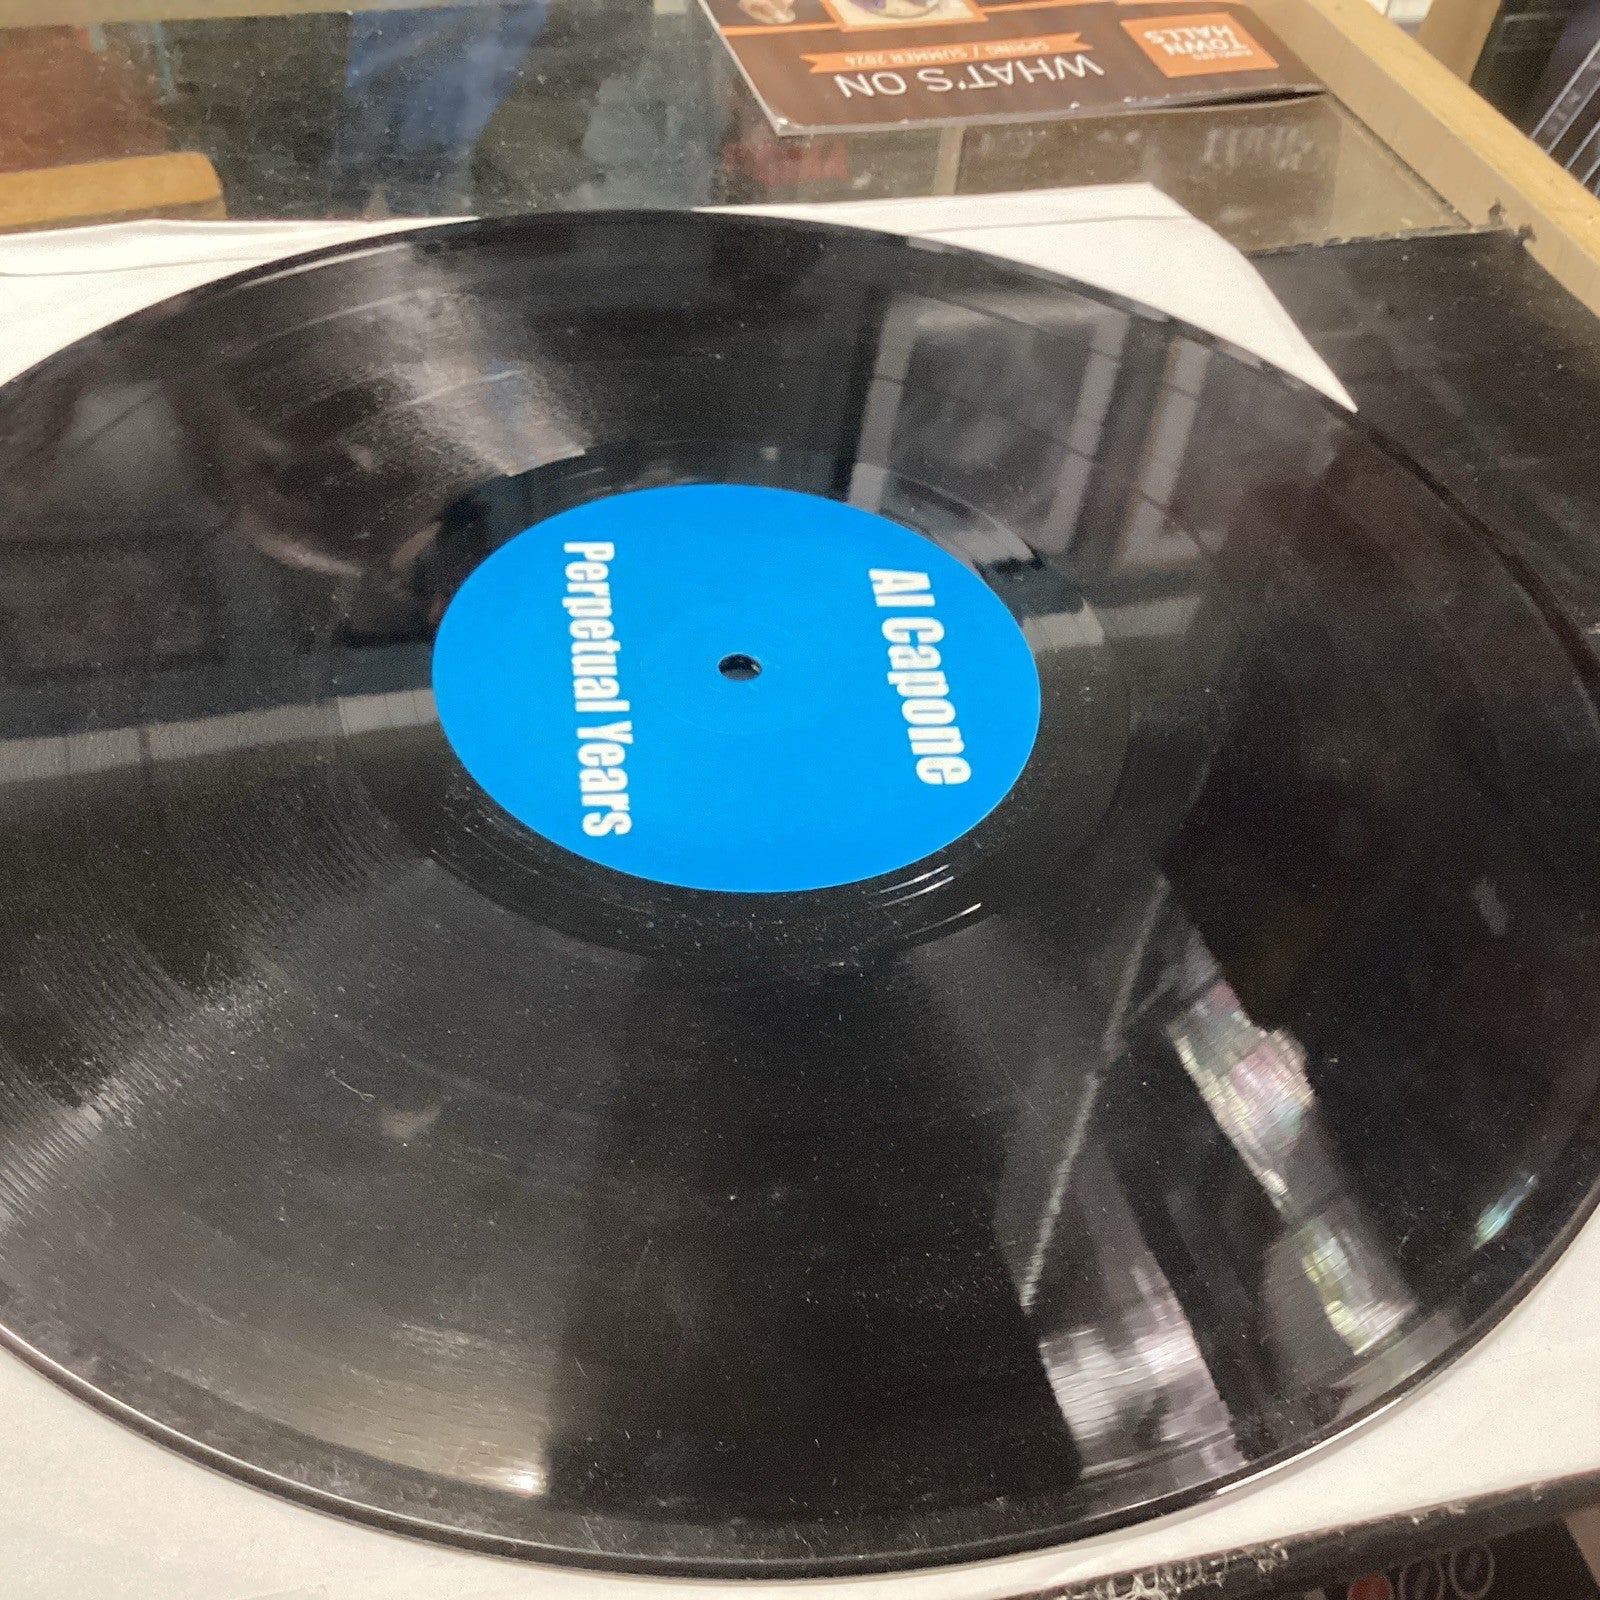 Al Capone
Perpetual Years
WHAT'S ON
SPRING / SUMMER 2026
TOWN
HALLS